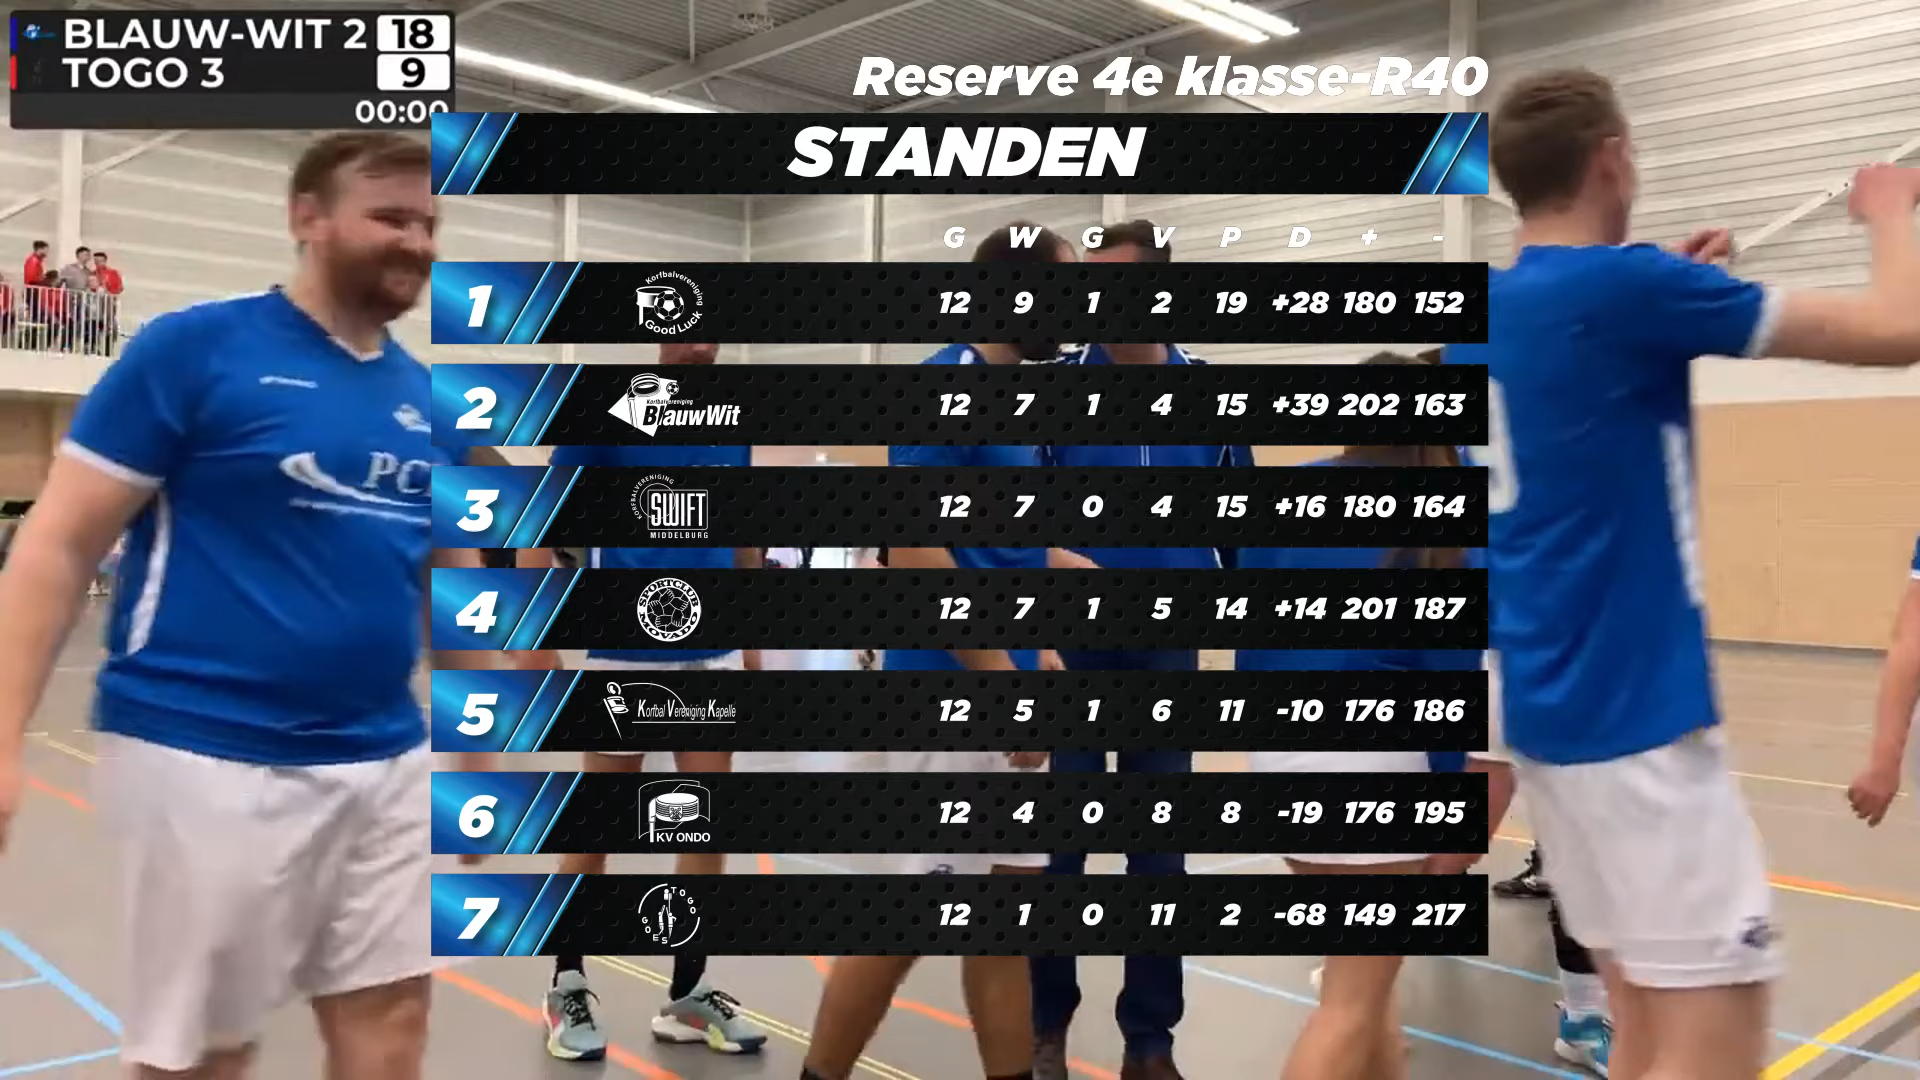 BLAUW-WIT 2 18
TOGO 3 9
00:00
Reserve 4e klasse-R40
STANDEN
G W G V P D + -
1 Korfbalvereniging Good Luck 12 9 1 2 19 +28 180 152
2 Korfbalvereniging BlauwWit 12 7 1 4 15 +39 202 163
3 KORFBALVERENIGING SWIFT MIDDELBURG 12 7 0 4 15 +16 180 164
4 SPORTCLUB MOVADO 12 7 1 5 14 +14 201 187
5 Korfbal Vereniging Kapelle 12 5 1 6 11 -10 176 186
6 KV ONDO 12 4 0 8 8 -19 176 195
7 TOGO GOES 12 1 0 11 2 -68 149 217